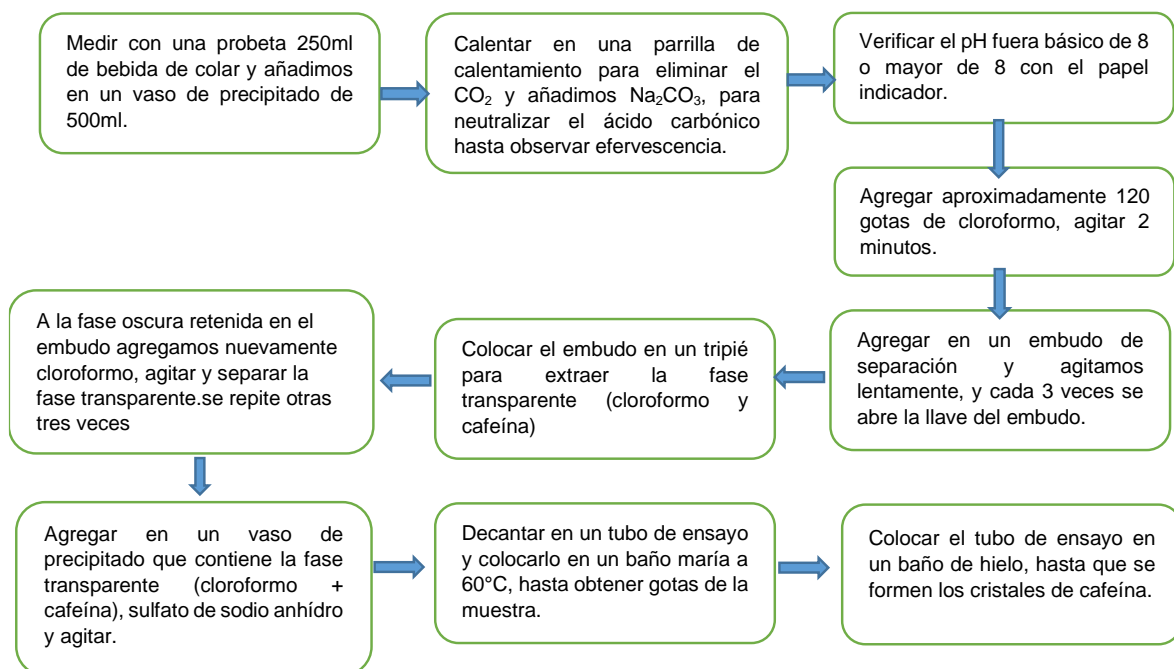 Medir con una probeta 250ml
de bebida de colar y añadimos
en un vaso de precipitado de
500ml.
Calentar en una parrilla de
calentamiento para eliminar el
CO₂ y añadimos Na₂CO₃, para
neutralizar el ácido carbónico
hasta observar efervescencia.
Verificar el pH fuera básico de 8
o mayor de 8 con el papel
indicador.
Agregar aproximadamente 120
gotas de cloroformo, agitar 2
minutos.
Agregar en un embudo de
separación y agitamos
lentamente, y cada 3 veces se
abre la llave del embudo.
Colocar el embudo en un tripié
para extraer la fase
transparente (cloroformo y
cafeína)
A la fase oscura retenida en el
embudo agregamos nuevamente
cloroformo, agitar y separar la
fase transparente.se repite otras
tres veces
Agregar en un vaso de
precipitado que contiene la fase
transparente (cloroformo +
cafeína), sulfato de sodio anhídro
y agitar.
Decantar en un tubo de ensayo
y colocarlo en un baño maría a
60°C, hasta obtener gotas de la
muestra.
Colocar el tubo de ensayo en
un baño de hielo, hasta que se
formen los cristales de cafeína.